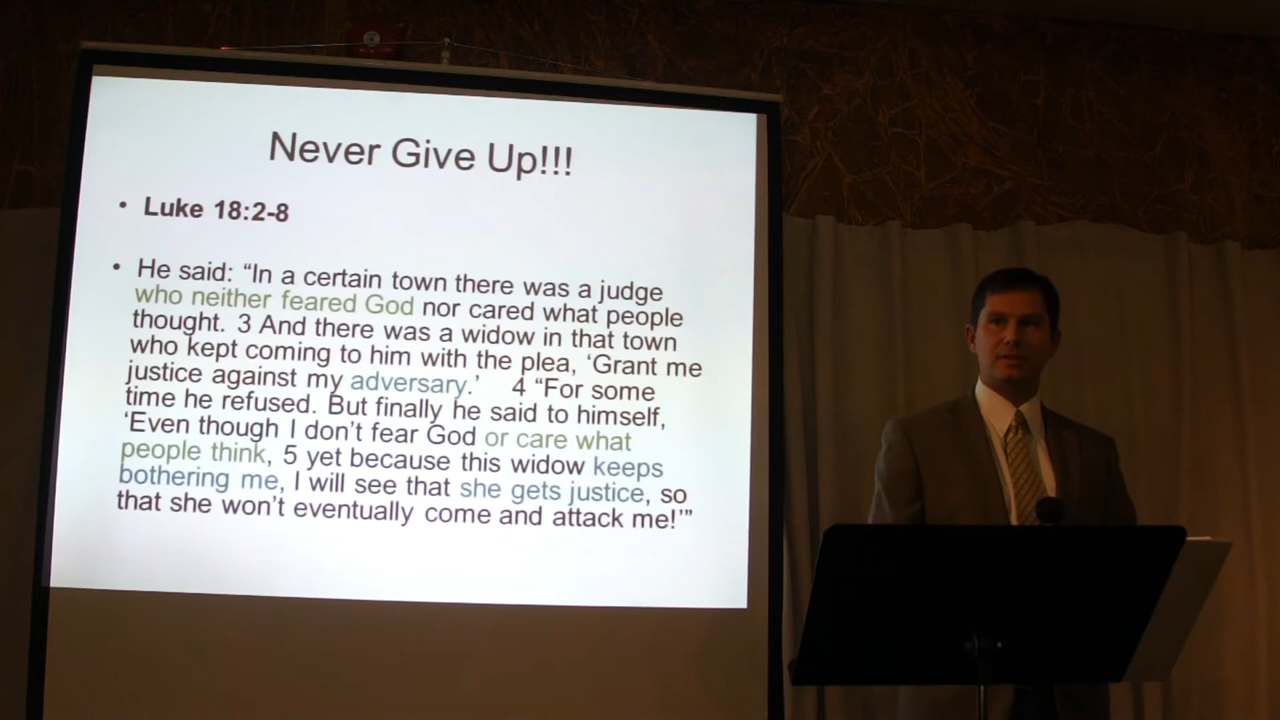 Never Give Up!!!
• Luke 18:2-8
• He said: “In a certain town there was a judge
who neither feared God nor cared what people
thought. 3 And there was a widow in that town
who kept coming to him with the plea, ‘Grant me
justice against my adversary.’ 4 “For some
time he refused. But finally he said to himself,
‘Even though I don’t fear God or care what
people think, 5 yet because this widow keeps
bothering me, I will see that she gets justice, so
that she won’t eventually come and attack me!’”